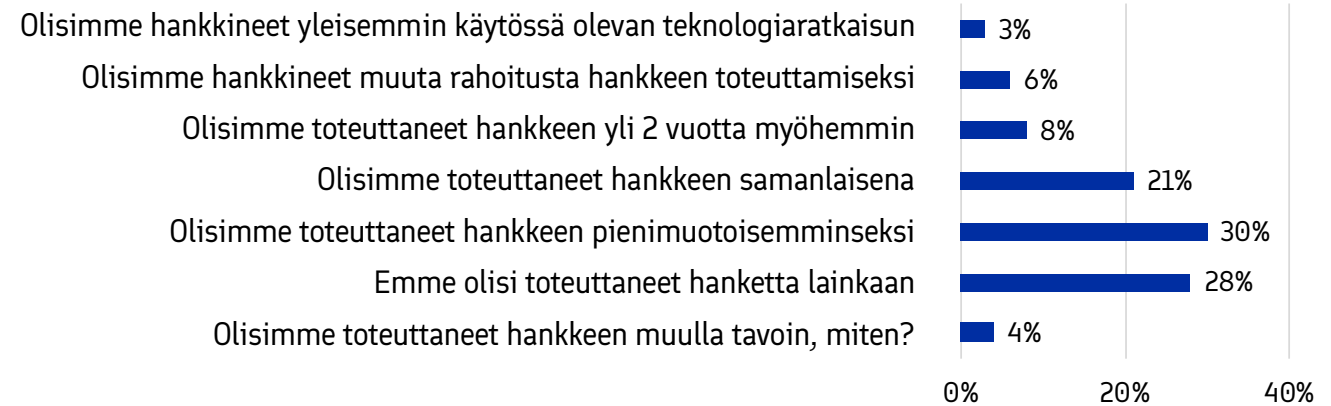 Olisimme hankkineet yleisemmin käytössä olevan teknologiaratkaisun 3%
Olisimme hankkineet muuta rahoitusta hankkeen toteuttamiseksi 6%
Olisimme toteuttaneet hankkeen yli 2 vuotta myöhemmin 8%
Olisimme toteuttaneet hankkeen samanlaisena 21%
Olisimme toteuttaneet hankkeen pienimuotoisemminseksi 30%
Emme olisi toteuttaneet hanketta lainkaan 28%
Olisimme toteuttaneet hankkeen muulla tavoin, miten? 4%
0% 20% 40%